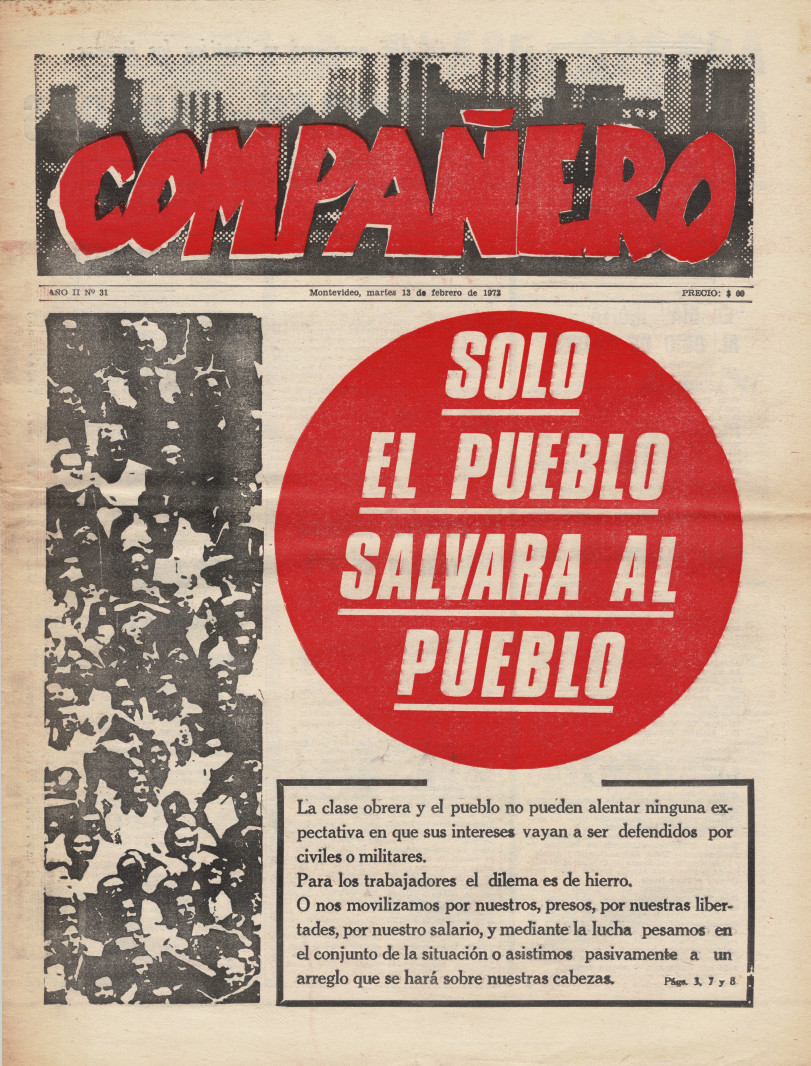 COMPAÑERO
AÑO II Nº 31
Montevideo, martes 13 de febrero de 1973
PRECIO: $
SOLO
EL PUEBLO
SALVARA AL
PUEBLO
La clase obrera y el pueblo no pueden alentar ninguna ex-
pectativa en que sus intereses vayan a ser defendidos por
civiles o militares.
Para los trabajadores el dilema es de hierro.
O nos movilizamos por nuestros, presos, por nuestras liber-
tades, por nuestro salario, y mediante la lucha pesamos en
el conjunto de la situación o asistimos pasivamente a un
arreglo que se hará sobre nuestras cabezas. Págs. 3, 7 y 8